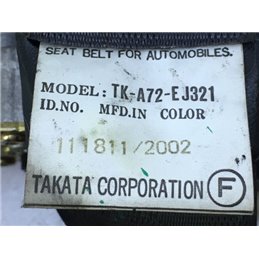 SEAT BELT FOR AUTOMOBILES.
MODEL: TK-A72-EJ321
ID.NO. MFD.IN COLOR
111811/2002
TAKATA CORPORATION F